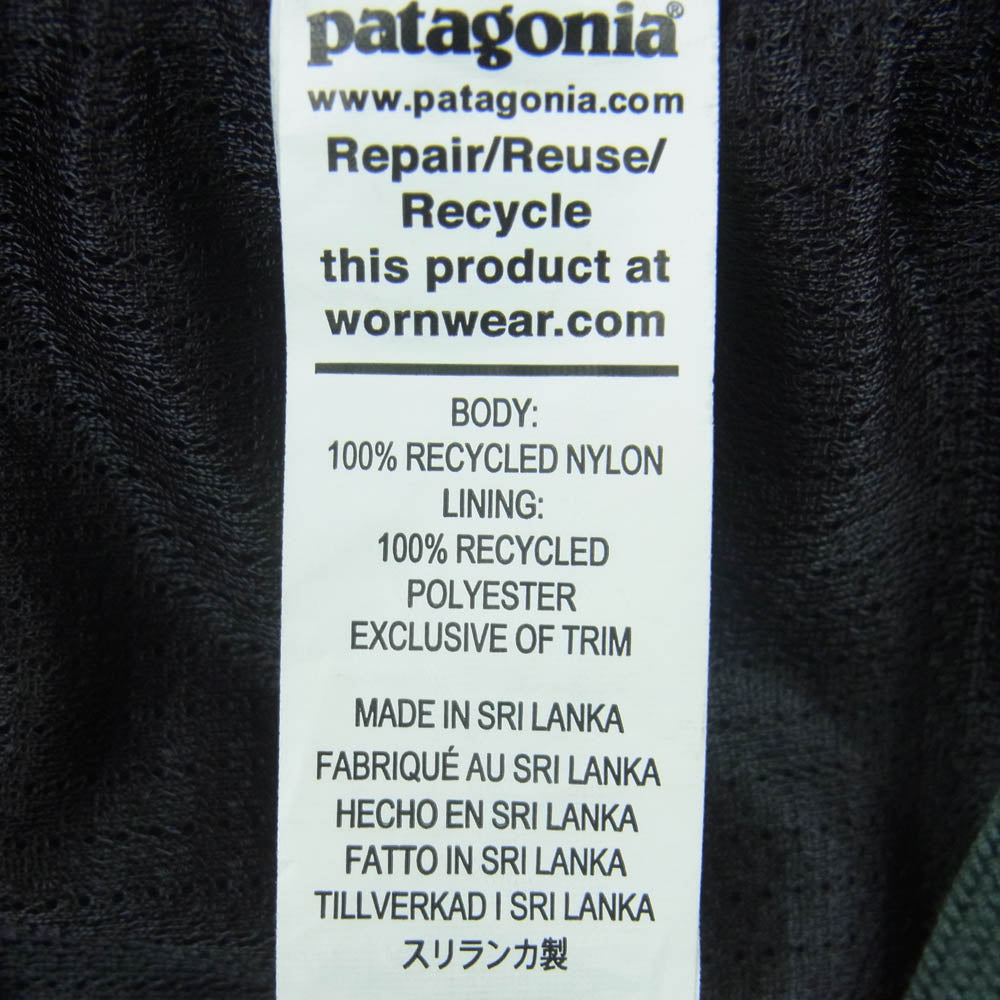 patagonia®
www.patagonia.com
Repair/Reuse/
Recycle
this product at
wornwear.com
BODY:
100% RECYCLED NYLON
LINING:
100% RECYCLED
POLYESTER
EXCLUSIVE OF TRIM
MADE IN SRI LANKA
FABRIQUÉ AU SRI LANKA
HECHO EN SRI LANKA
FATTO IN SRI LANKA
TILLVERKAD I SRI LANKA
スリランカ製